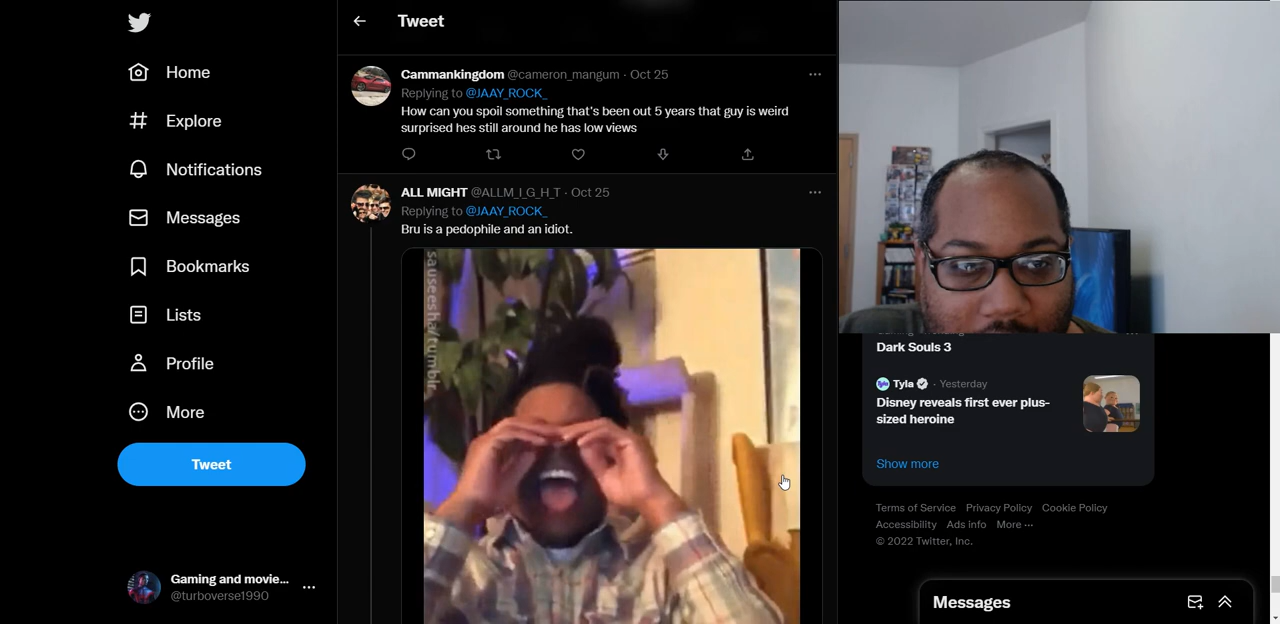 Tweet
Home
Explore
Notifications
Messages
Bookmarks
Lists
Profile
More
Tweet
Gaming and movie...
@turboverse1990
Cammankingdom @cameron_mangum · Oct 25
Replying to @JAAY_ROCK_
How can you spoil something that's been out 5 years that guy is weird
surprised hes still around he has low views
ALL MIGHT @ALLM_I_G_H_T · Oct 25
Replying to @JAAY_ROCK_
Bru is a pedophile and an idiot.
sauseesha/tumblr
Dark Souls 3
Tyla · Yesterday
Disney reveals first ever plus-
sized heroine
Show more
Terms of Service Privacy Policy Cookie Policy
Accessibility Ads info More ...
© 2022 Twitter, Inc.
Messages